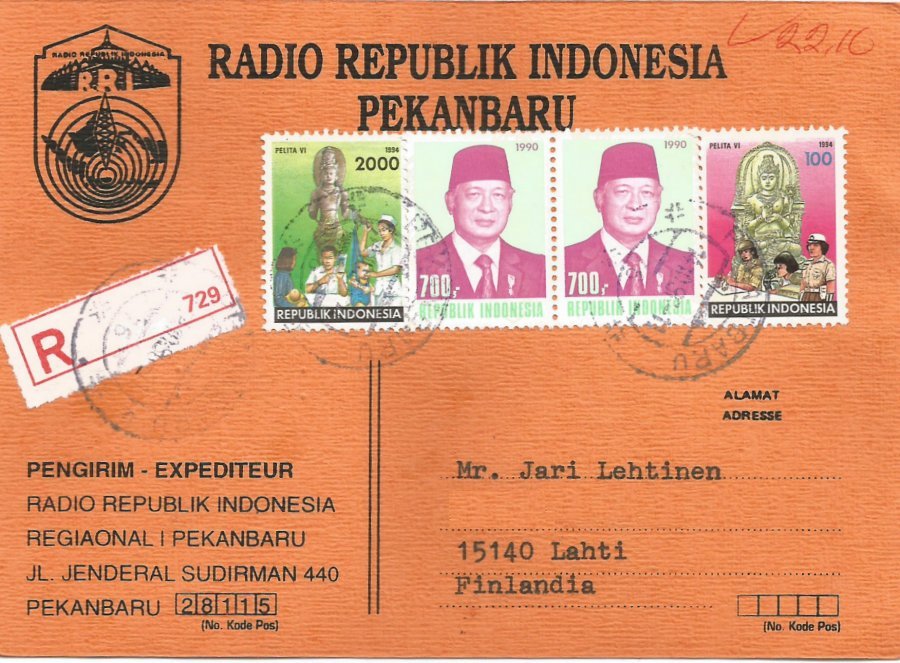 RADIO REPUBLIK INDONESIA
RRI
RADIO REPUBLIK INDONESIA
PEKANBARU
22,10
PELITA VI 1994
2000
REPUBLIK INDONESIA
1990
700,-
REPUBLIK INDONESIA
1990
700,-
REPUBLIK INDONESIA
PELITA VI 1994
100
REPUBLIK INDONESIA
R 729
ALAMAT
ADRESSE
PENGIRIM - EXPEDITEUR
RADIO REPUBLIK INDONESIA
REGIAONAL I PEKANBARU
JL. JENDERAL SUDIRMAN 440
PEKANBARU 28115
(No. Kode Pos)
Mr. Jari Lehtinen
15140 Lahti
Finlandia
(No. Kode Pos)